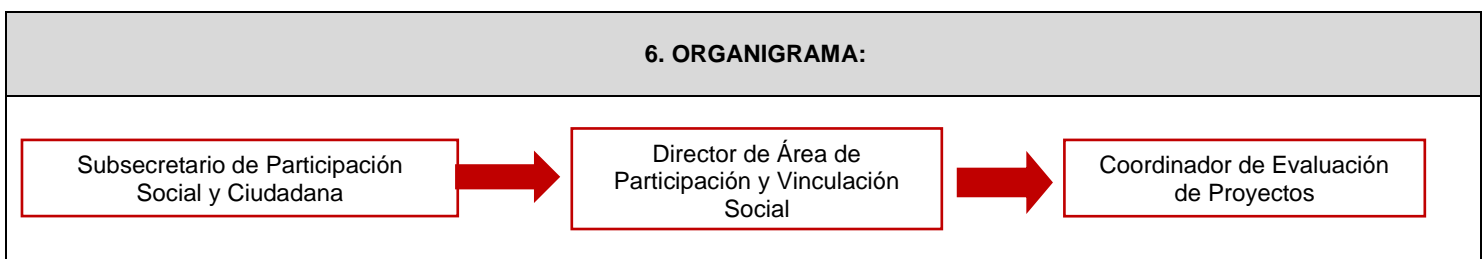 6. ORGANIGRAMA:
Subsecretario de Participación
Social y Ciudadana
Director de Área de
Participación y Vinculación
Social
Coordinador de Evaluación
de Proyectos